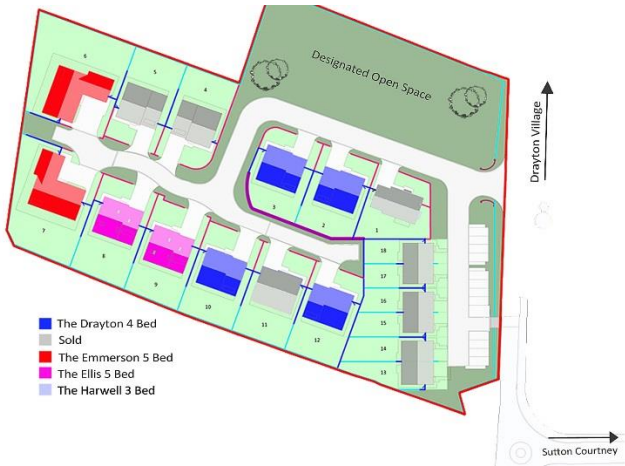 Designated Open Space
Drayton Village
6
5
4
3
2
1
7
8
9
10
11
12
18
17
16
15
14
13
The Drayton 4 Bed
Sold
The Emmerson 5 Bed
The Ellis 5 Bed
The Harwell 3 Bed
Sutton Courtney